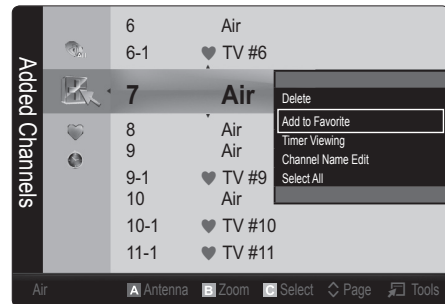 Added Channels
6 Air
6-1 ♥ TV #6
7 Air
8 Air
9 Air
9-1 ♥ TV #9
10 Air
10-1 ♥ TV #10
11-1 ♥ TV #11
Delete
Add to Favorite
Timer Viewing
Channel Name Edit
Select All
Air A Antenna B Zoom C Select Page Tools